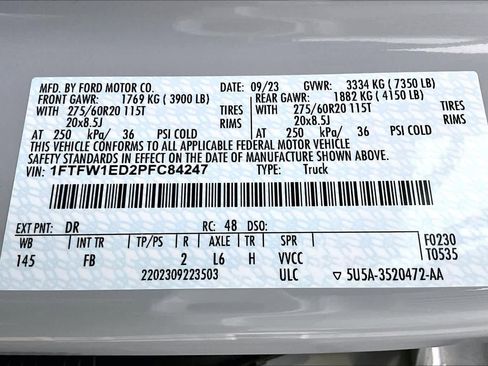 MFD. BY FORD MOTOR CO. 09/23 GVWR: 3334 KG ( 7350 LB)
FRONT GAWR: 1769 KG ( 3900 LB) REAR GAWR: 1882 KG ( 4150 LB)
275/60R20 115T TIRES 275/60R20 115T TIRES
20x8.5J RIMS 20x8.5J RIMS
AT 250 kPa/ 36 PSI COLD AT 250 kPa/ 36 PSI COLD
THIS VEHICLE CONFORMS TO ALL APPLICABLE FEDERAL MOTOR VEHICLE
SAFETY STANDARDS IN EFFECT ON THE DATE OF MANUFACTURE SHOWN ABOVE.
VIN: 1FTFW1ED2PFC84247 TYPE: Truck
EXT PNT: DR RC: 48 DSO:
WB INT TR TP/PS R AXLE TR SPR F0230
145 FB 2 L6 H VVCC T0535
2202309223503 ULC ▽ 5U5A-3520472-AA